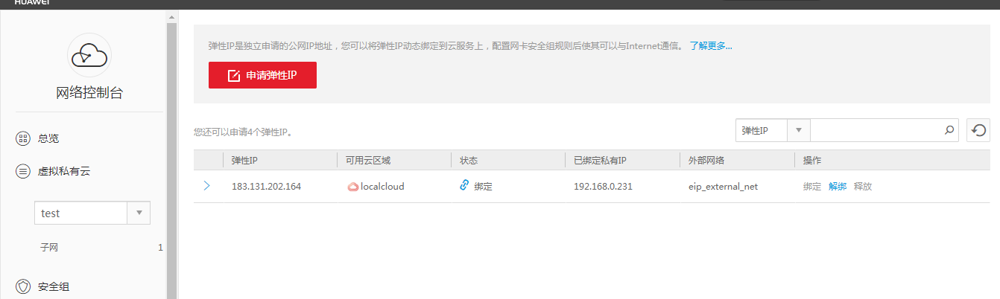 HUAWEI
网络控制台
总览
虚拟私有云
test
子网 1
安全组
弹性IP是独立申请的公网IP地址，您可以将弹性IP动态绑定到云服务上，配置网卡安全组规则后使其可以与Internet通信。 了解更多...
申请弹性IP
您还可以申请4个弹性IP。
弹性IP
弹性IP 可用云区域 状态 已绑定私有IP 外部网络 操作
183.131.202.164 localcloud 绑定 192.168.0.231 eip_external_net 绑定 解绑 释放